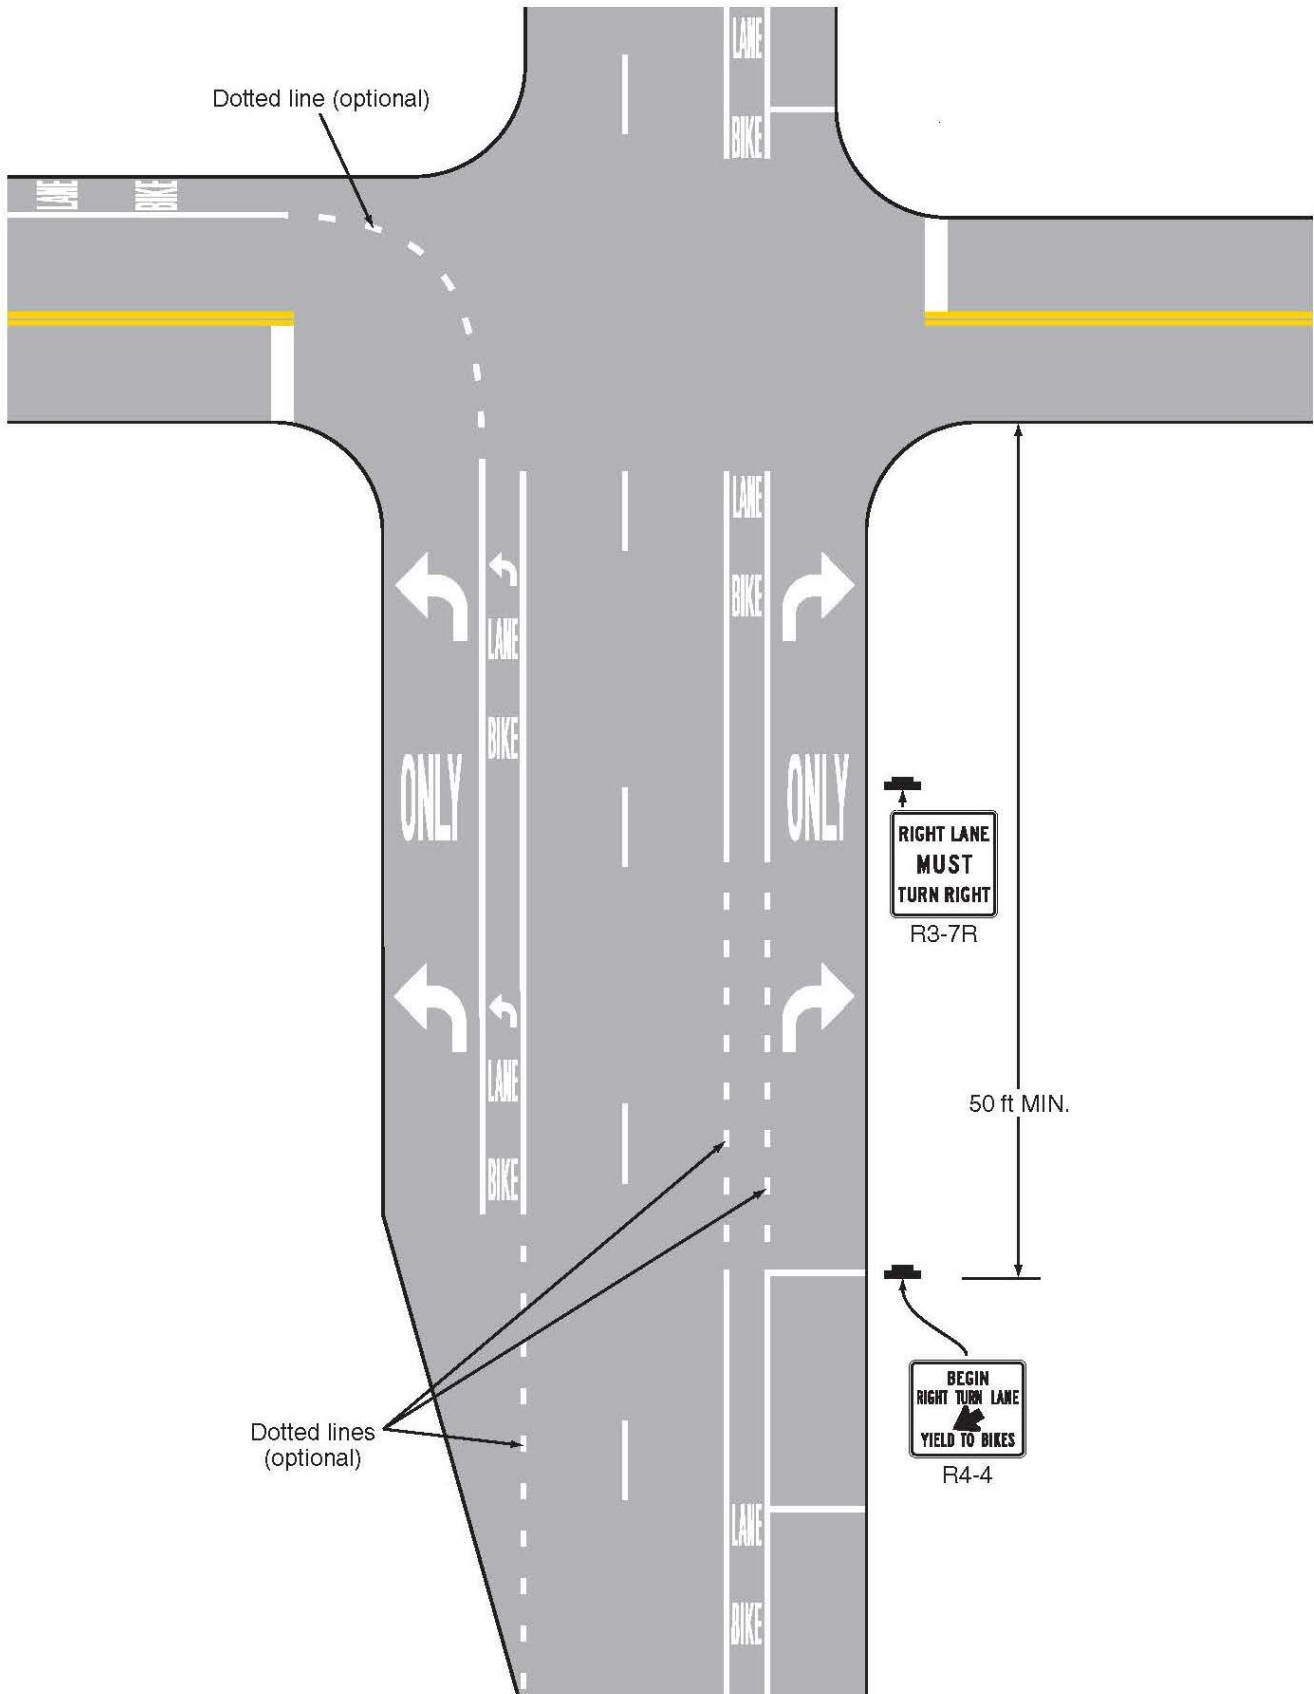 LANE
BIKE
Dotted line (optional)
LANE
BIKE
LANE
BIKE
LANE
BIKE
ONLY
ONLY
RIGHT LANE
MUST
TURN RIGHT
R3-7R
LANE
BIKE
50 ft MIN.
BEGIN
RIGHT TURN LANE
YIELD TO BIKES
R4-4
Dotted lines
(optional)
LANE
BIKE